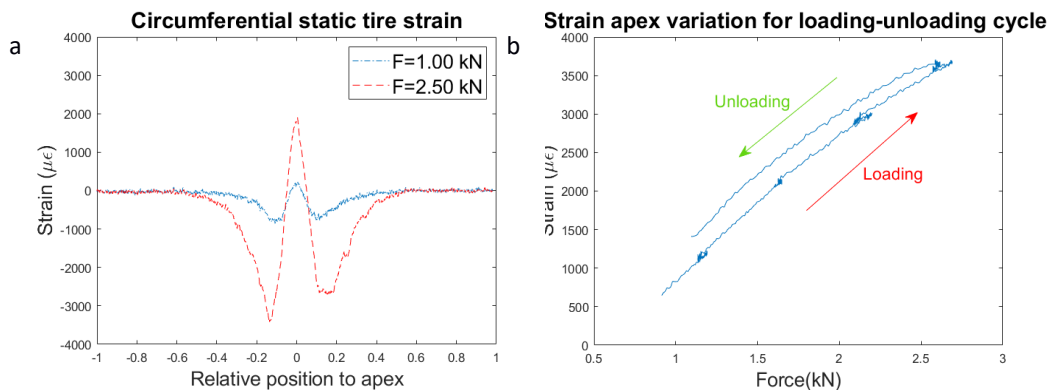 a
Circumferential static tire strain
F=1.00 kN
F=2.50 kN
4000
3000
2000
1000
0
-1000
-2000
-3000
-4000
Strain (με)
-1 -0.8 -0.6 -0.4 -0.2 0 0.2 0.4 0.6 0.8 1
Relative position to apex
b
Strain apex variation for loading-unloading cycle
4000
3500
3000
2500
2000
1500
1000
500
0
Strain (με)
Unloading
Loading
0.5 1 1.5 2 2.5 3
Force(kN)